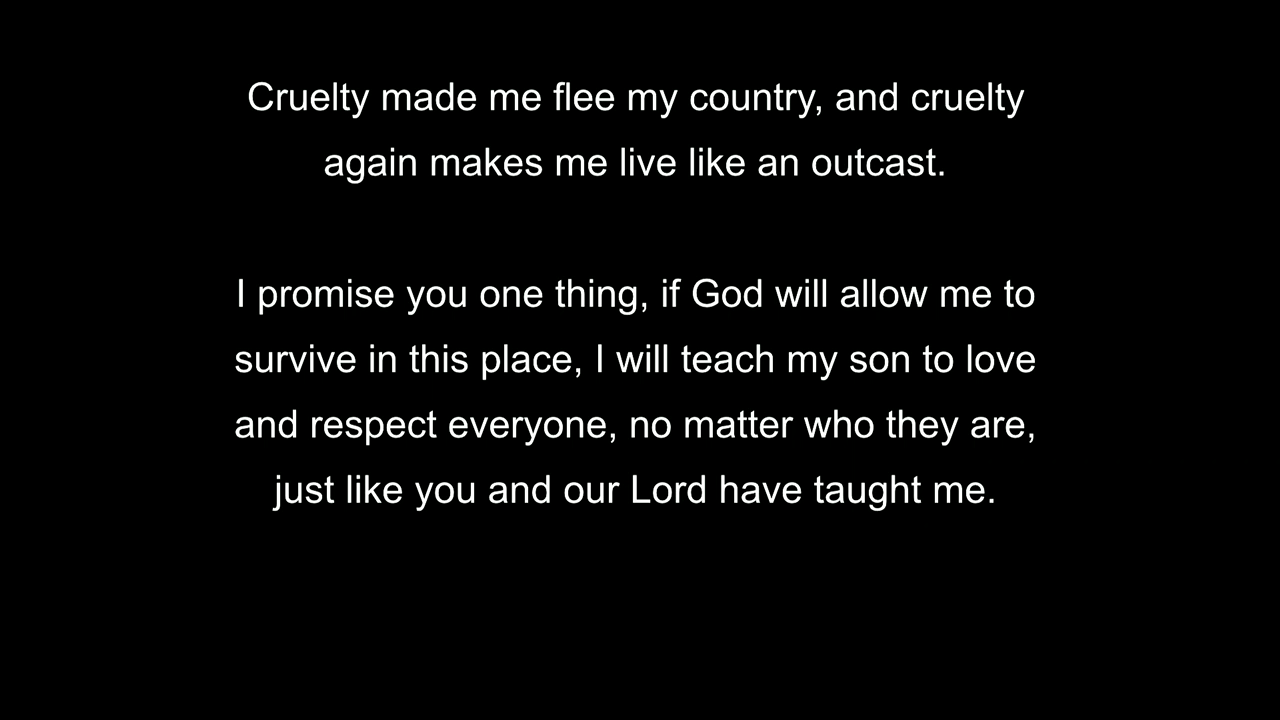 Cruelty made me flee my country, and cruelty
again makes me live like an outcast.
I promise you one thing, if God will allow me to
survive in this place, I will teach my son to love
and respect everyone, no matter who they are,
just like you and our Lord have taught me.